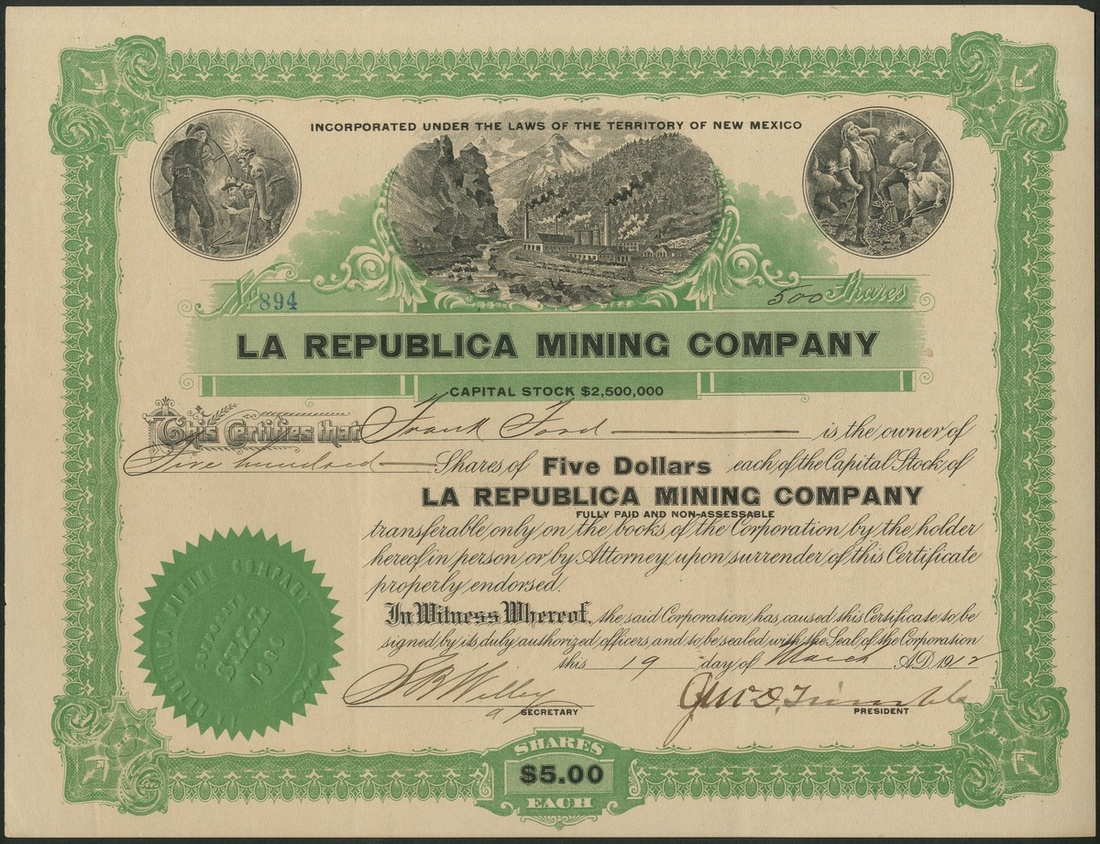 INCORPORATED UNDER THE LAWS OF THE TERRITORY OF NEW MEXICO
No 894
500 Shares
LA REPUBLICA MINING COMPANY
CAPITAL STOCK $2,500,000
This Certifies that Frank Ford is the owner of
Five hundred Shares of Five Dollars each of the Capital Stock of
LA REPUBLICA MINING COMPANY
FULLY PAID AND NON-ASSESSABLE
transferable only on the books of the Corporation by the holder
hereof in person or by Attorney upon surrender of this Certificate
properly endorsed.
In Witness Whereof, the said Corporation has caused this Certificate to be
signed by its duly authorized officers and to be sealed with the Seal of the Corporation
this 19 day of March A.D. 1912
SECRETARY
PRESIDENT
LA REPUBLICA MINING COMPANY
SHARES
$5.00
EACH